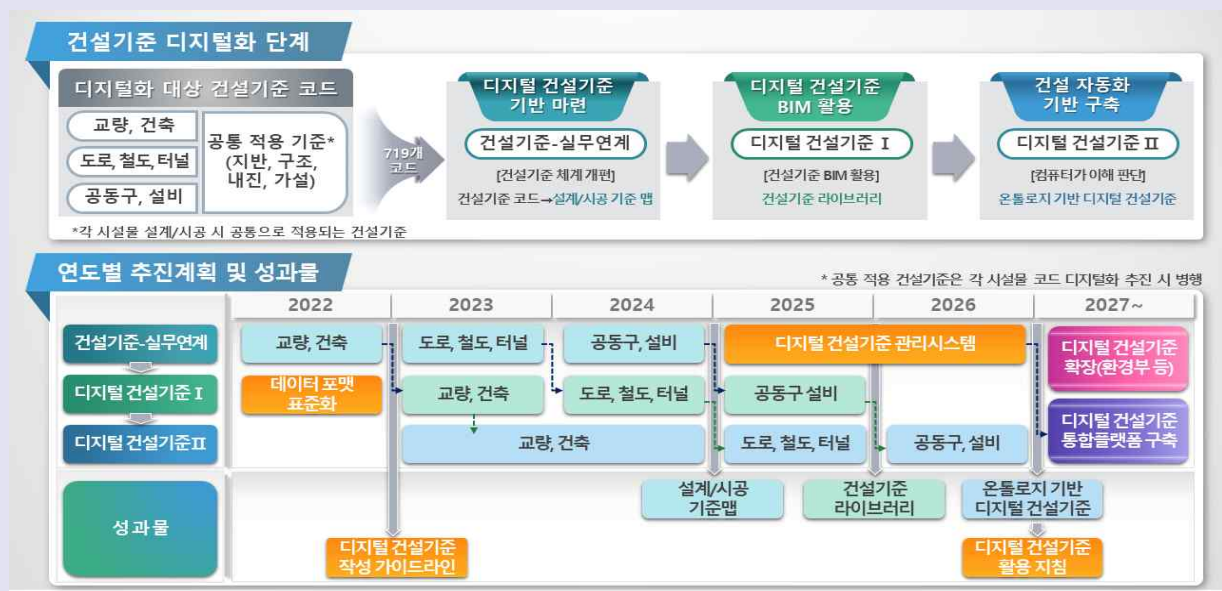 건설기준 디지털화 단계
디지털화 대상 건설기준 코드
교량, 건축
도로, 철도, 터널
공동구, 설비
공통 적용 기준*
(지반, 구조,
내진, 가설)
719개
코드
디지털 건설기준
기반 마련
건설기준-실무연계
[건설기준 체계 개편]
건설기준 코드→설계/시공 기준 맵
디지털 건설기준
BIM 활용
디지털 건설기준 Ⅰ
[건설기준 BIM 활용]
건설기준 라이브러리
건설 자동화
기반 구축
디지털 건설기준 Ⅱ
[컴퓨터가 이해 판단]
온톨로지 기반 디지털 건설기준
*각 시설물 설계/시공 시 공통으로 적용되는 건설기준
연도별 추진계획 및 성과물
* 공통 적용 건설기준은 각 시설물 코드 디지털화 추진 시 병행
2022 2023 2024 2025 2026 2027~
건설기준-실무연계
교량, 건축
도로, 철도, 터널
공동구, 설비
디지털 건설기준 관리시스템
디지털 건설기준
확장(환경부 등)
디지털 건설기준 Ⅰ
데이터 포맷
표준화
교량, 건축
도로, 철도, 터널
공동구 설비
디지털 건설기준Ⅱ
교량, 건축
도로, 철도, 터널
공동구, 설비
디지털 건설기준
통합플랫폼 구축
성과물
설계/시공
기준맵
건설기준
라이브러리
온톨로지 기반
디지털 건설기준
디지털 건설기준
작성 가이드라인
디지털 건설기준
활용 지침